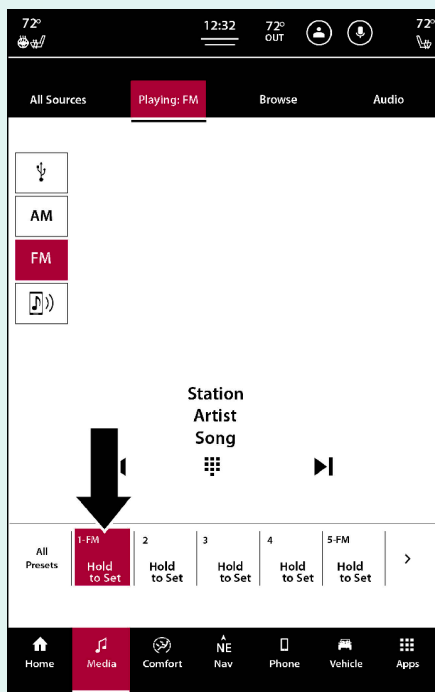 72°
12:32
72°
OUT
72°
All Sources
Playing: FM
Browse
Audio
AM
FM
Station
Artist
Song
All
Presets
1-FM
Hold
to Set
2
Hold
to Set
3
Hold
to Set
4
Hold
to Set
5-FM
Hold
to Set
Home
Media
Comfort
NE
Nav
Phone
Vehicle
Apps